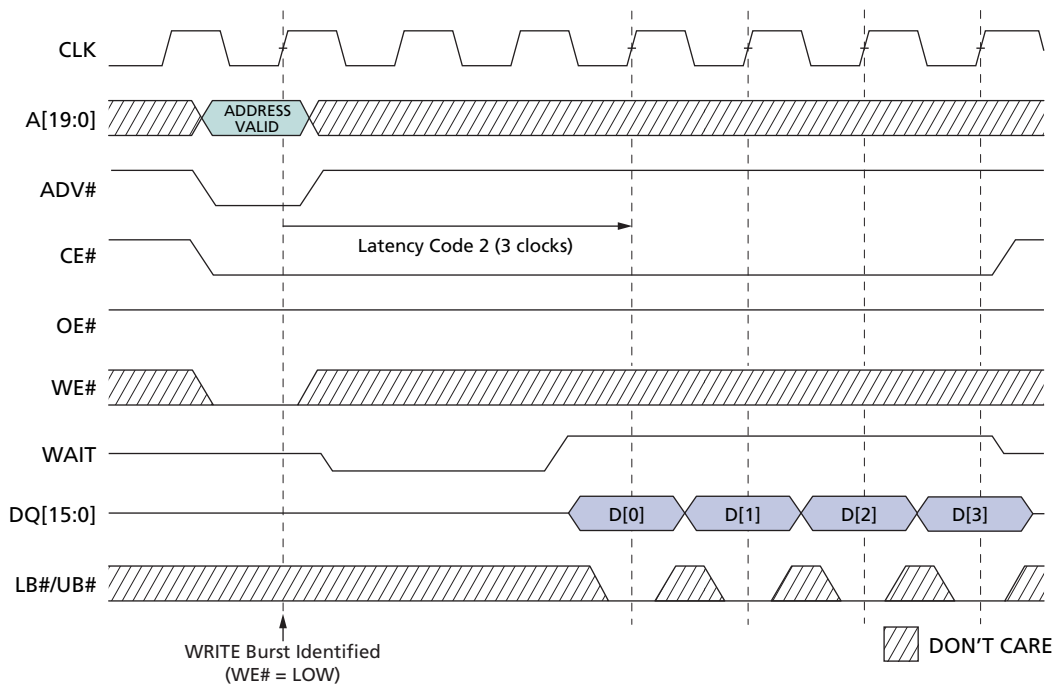 CLK
A[19:0]
ADDRESS
VALID
ADV#
Latency Code 2 (3 clocks)
CE#
OE#
WE#
WAIT
DQ[15:0]
D[0]
D[1]
D[2]
D[3]
LB#/UB#
WRITE Burst Identified
(WE# = LOW)
DON'T CARE